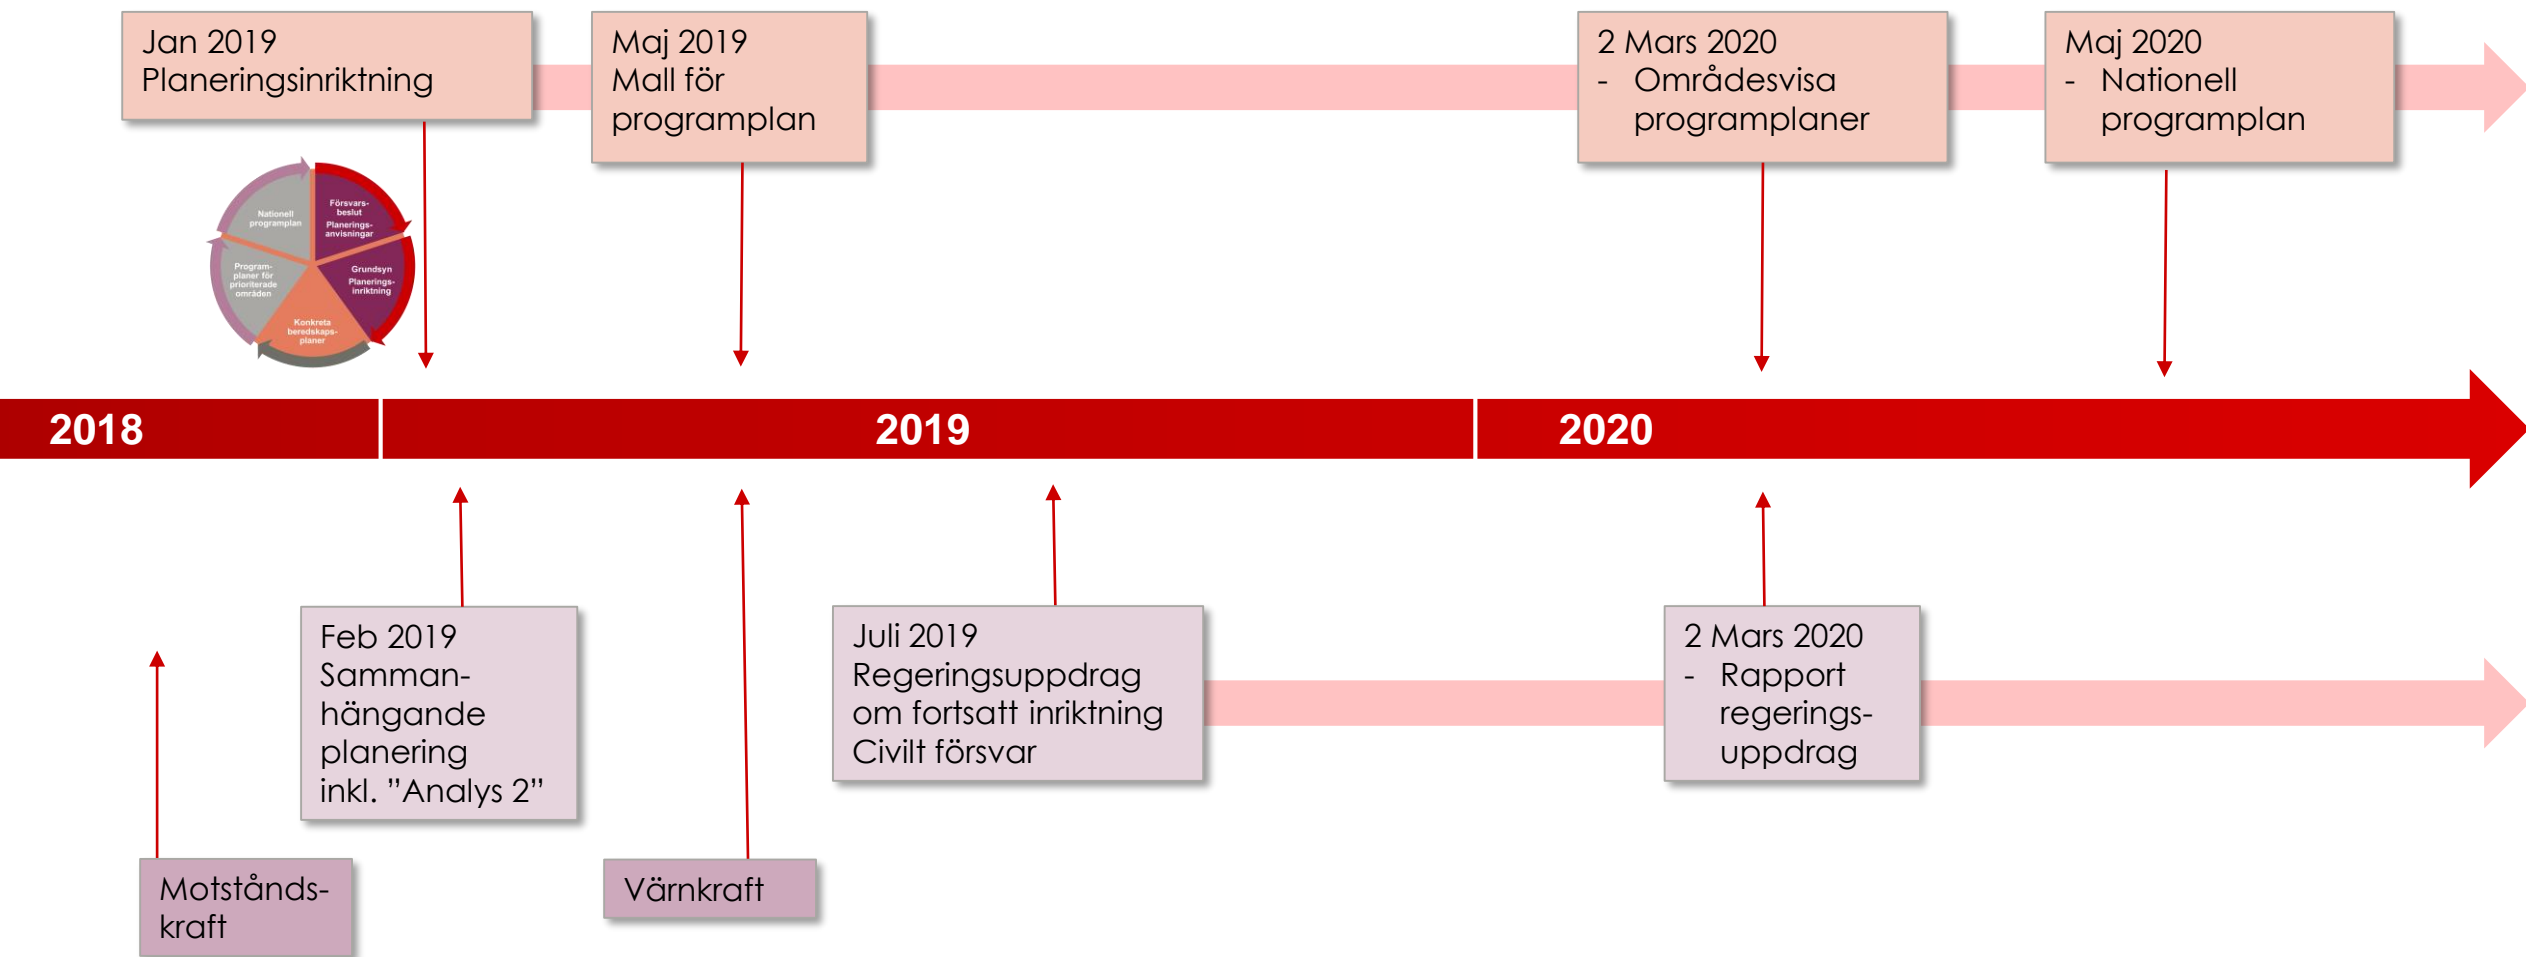 Jan 2019
Planeringsinriktning
Maj 2019
Mall för
programplan
2 Mars 2020
- Områdesvisa
programplaner
Maj 2020
- Nationell
programplan
Försvars-
beslut
Planerings-
anvisningar
Grundsyn
Planerings-
inriktning
Konkreta
beredskaps-
planer
Program-
planer för
prioriterade
områden
Nationell
programplan
2018
2019
2020
Feb 2019
Samman-
hängande
planering
inkl. ”Analys 2”
Juli 2019
Regeringsuppdrag
om fortsatt inriktning
Civilt försvar
2 Mars 2020
- Rapport
regerings-
uppdrag
Motstånds-
kraft
Värnkraft